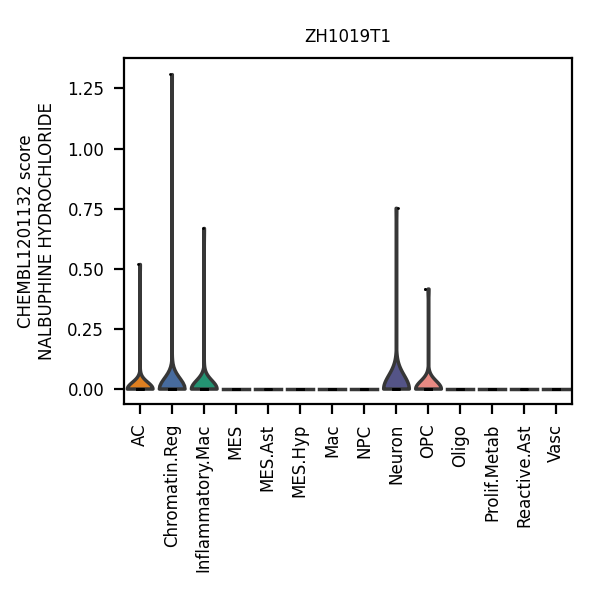 ZH1019T1
CHEMBL1201132 score
NALBUPHINE HYDROCHLORIDE
1.25
1.00
0.75
0.50
0.25
0.00
AC
Chromatin.Reg
Inflammatory.Mac
MES
MES.Ast
MES.Hyp
Mac
NPC
Neuron
OPC
Oligo
Prolif.Metab
Reactive.Ast
Vasc